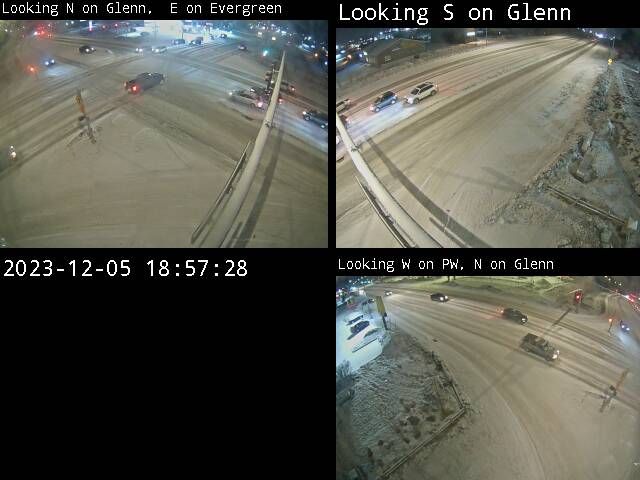 Looking N on Glenn, E on Evergreen
Looking S on Glenn
2023-12-05 18:57:28
Looking W on PW, N on Glenn